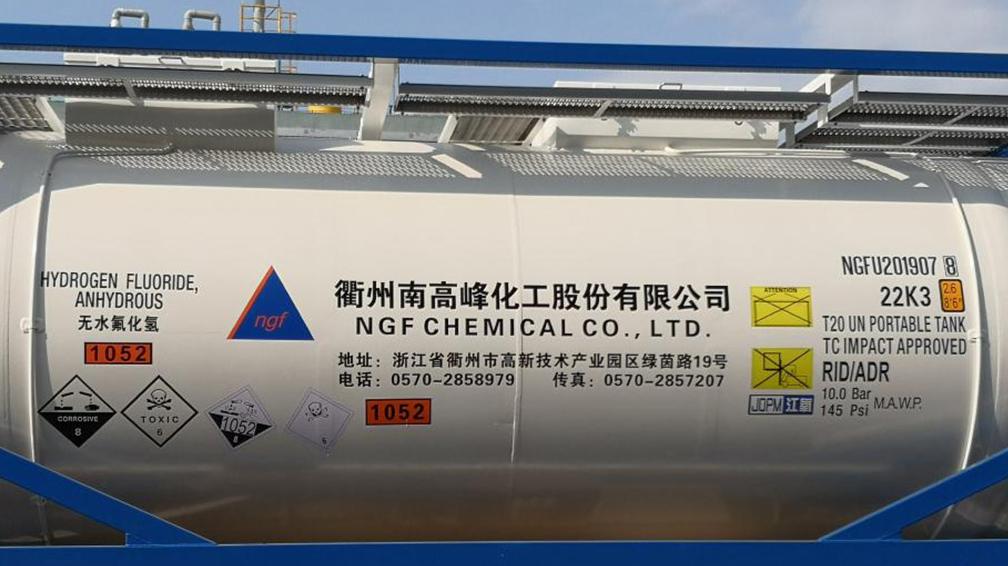 HYDROGEN FLUORIDE,
ANHYDROUS
无水氟化氢
1052
CORROSIVE
8
TOXIC
6
1052
8
6
ngf
衢州南高峰化工股份有限公司
NGF CHEMICAL CO., LTD.
地址：浙江省衢州市高新技术产业园区绿茵路19号
电话：0570-2858979 传真：0570-2857207
1052
NGFU201907 8
22K3
2.6
8'6"
ATTENTION
T20 UN PORTABLE TANK
TC IMPACT APPROVED
RID/ADR
10.0 Bar
145 Psi
M.A.W.P.
JDPM